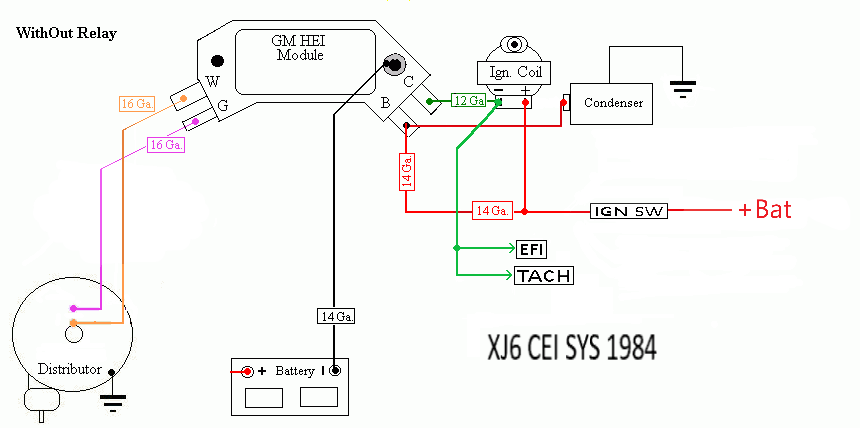 WithOut Relay
GM HEI
Module
W
G
C
B
16 Ga.
16 Ga.
12 Ga
Ign. Coil
- +
Condenser
14 Ga.
14 Ga.
IGN SW
+ Bat
EFI
TACH
14 Ga.
XJ6 CEI SYS 1984
Distributor
+ Battery -